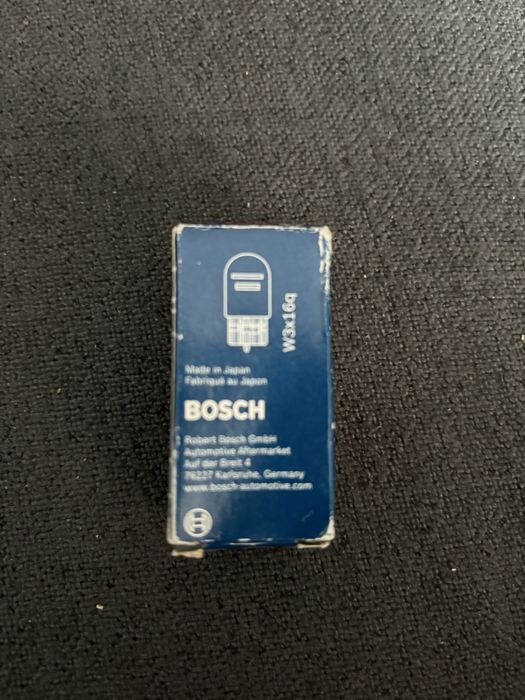 W3x16q
Made in Japan
Fabriqué au Japon
BOSCH
Robert Bosch GmbH
Automotive Aftermarket
Auf der Breit 4
76227 Karlsruhe, Germany
www.bosch-automotive.com